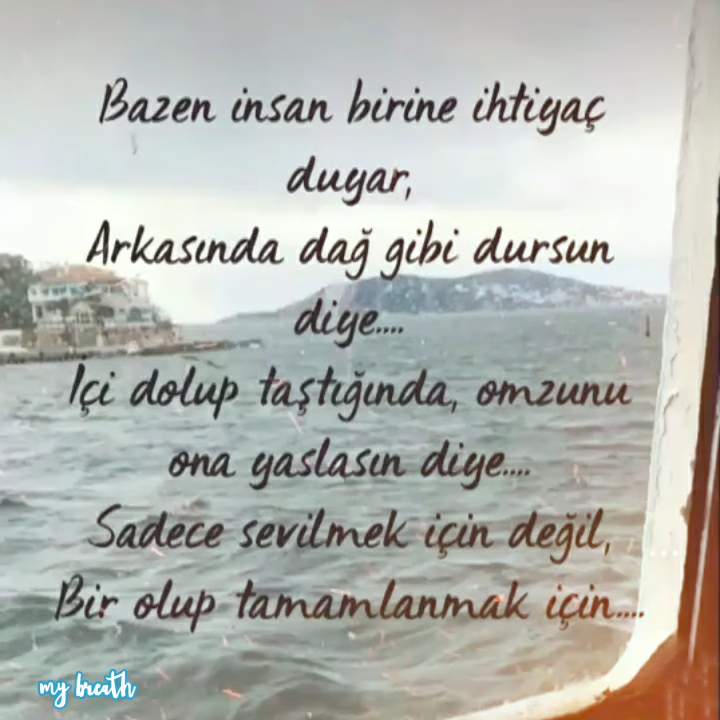 Bazen insan birine ihtiyaç
duyar,
Arkasında dağ gibi dursun
diye....
Içi dolup taştığında, omzunu
ona yaslasın diye....
Sadece sevilmek için değil,
Bir olup tamamlanmak için....
my breath